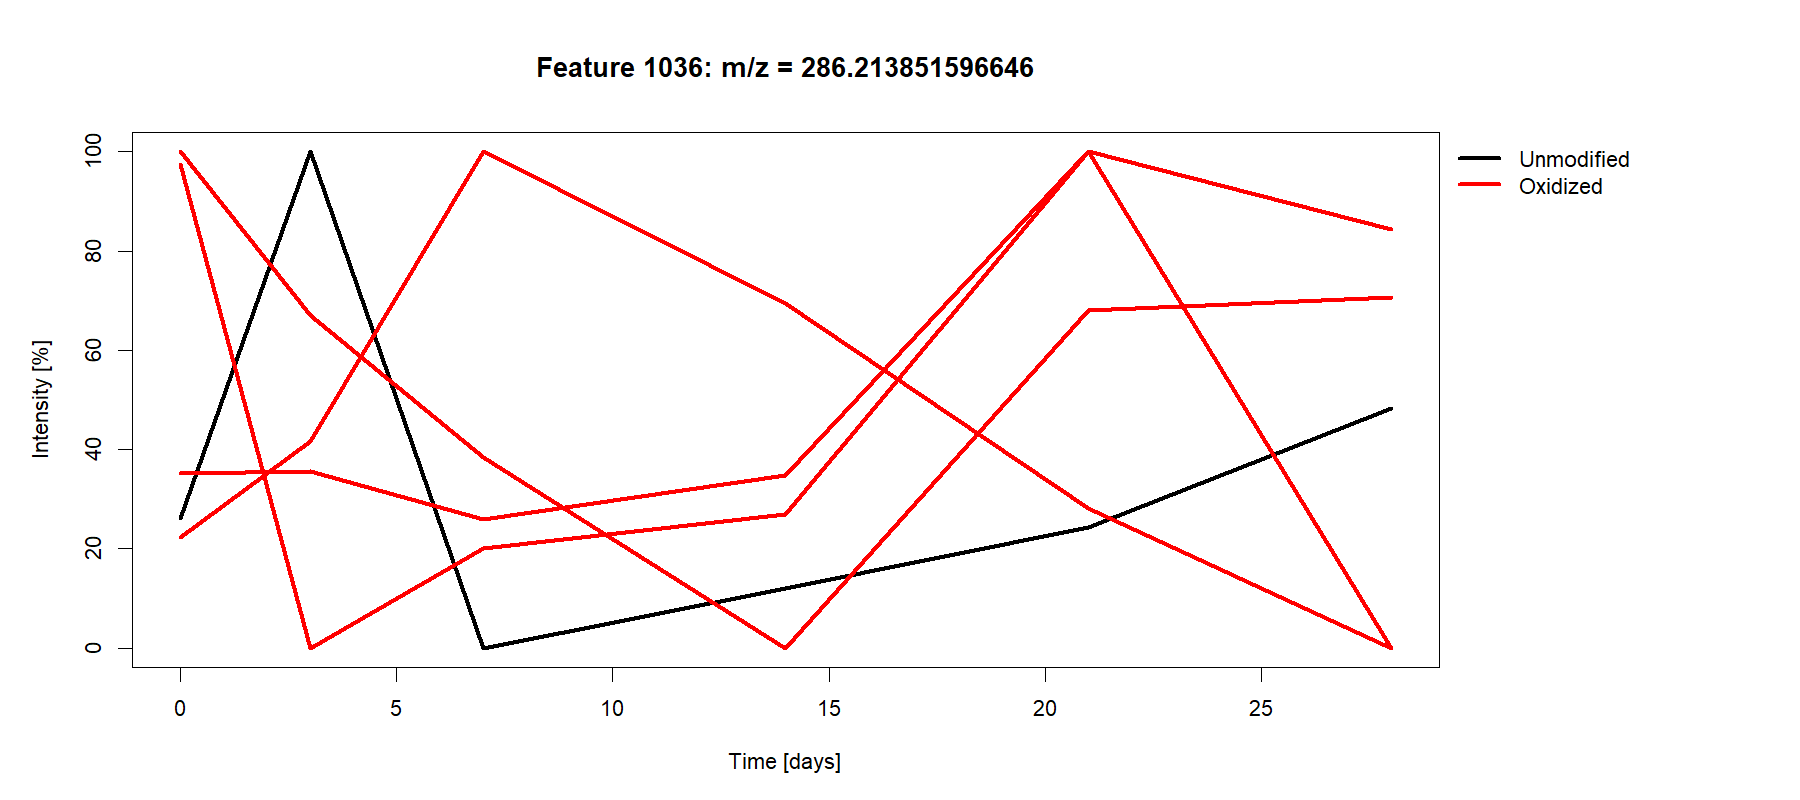 Feature 1036: m/z = 286.213851596646
Unmodified
Oxidized
Intensity [%]
100
80
60
40
20
0
0 5 10 15 20 25
Time [days]